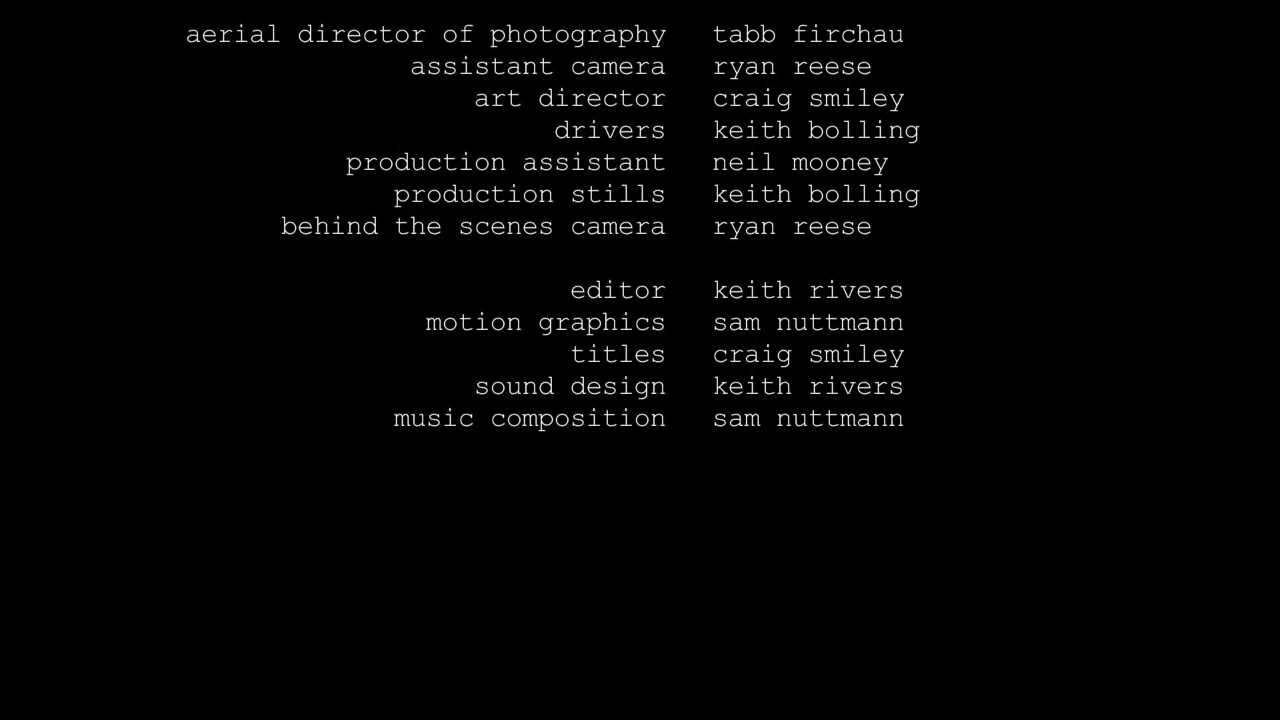 aerial director of photography tabb firchau
assistant camera ryan reese
art director craig smiley
drivers keith bolling
production assistant neil mooney
production stills keith bolling
behind the scenes camera ryan reese
editor keith rivers
motion graphics sam nuttmann
titles craig smiley
sound design keith rivers
music composition sam nuttmann